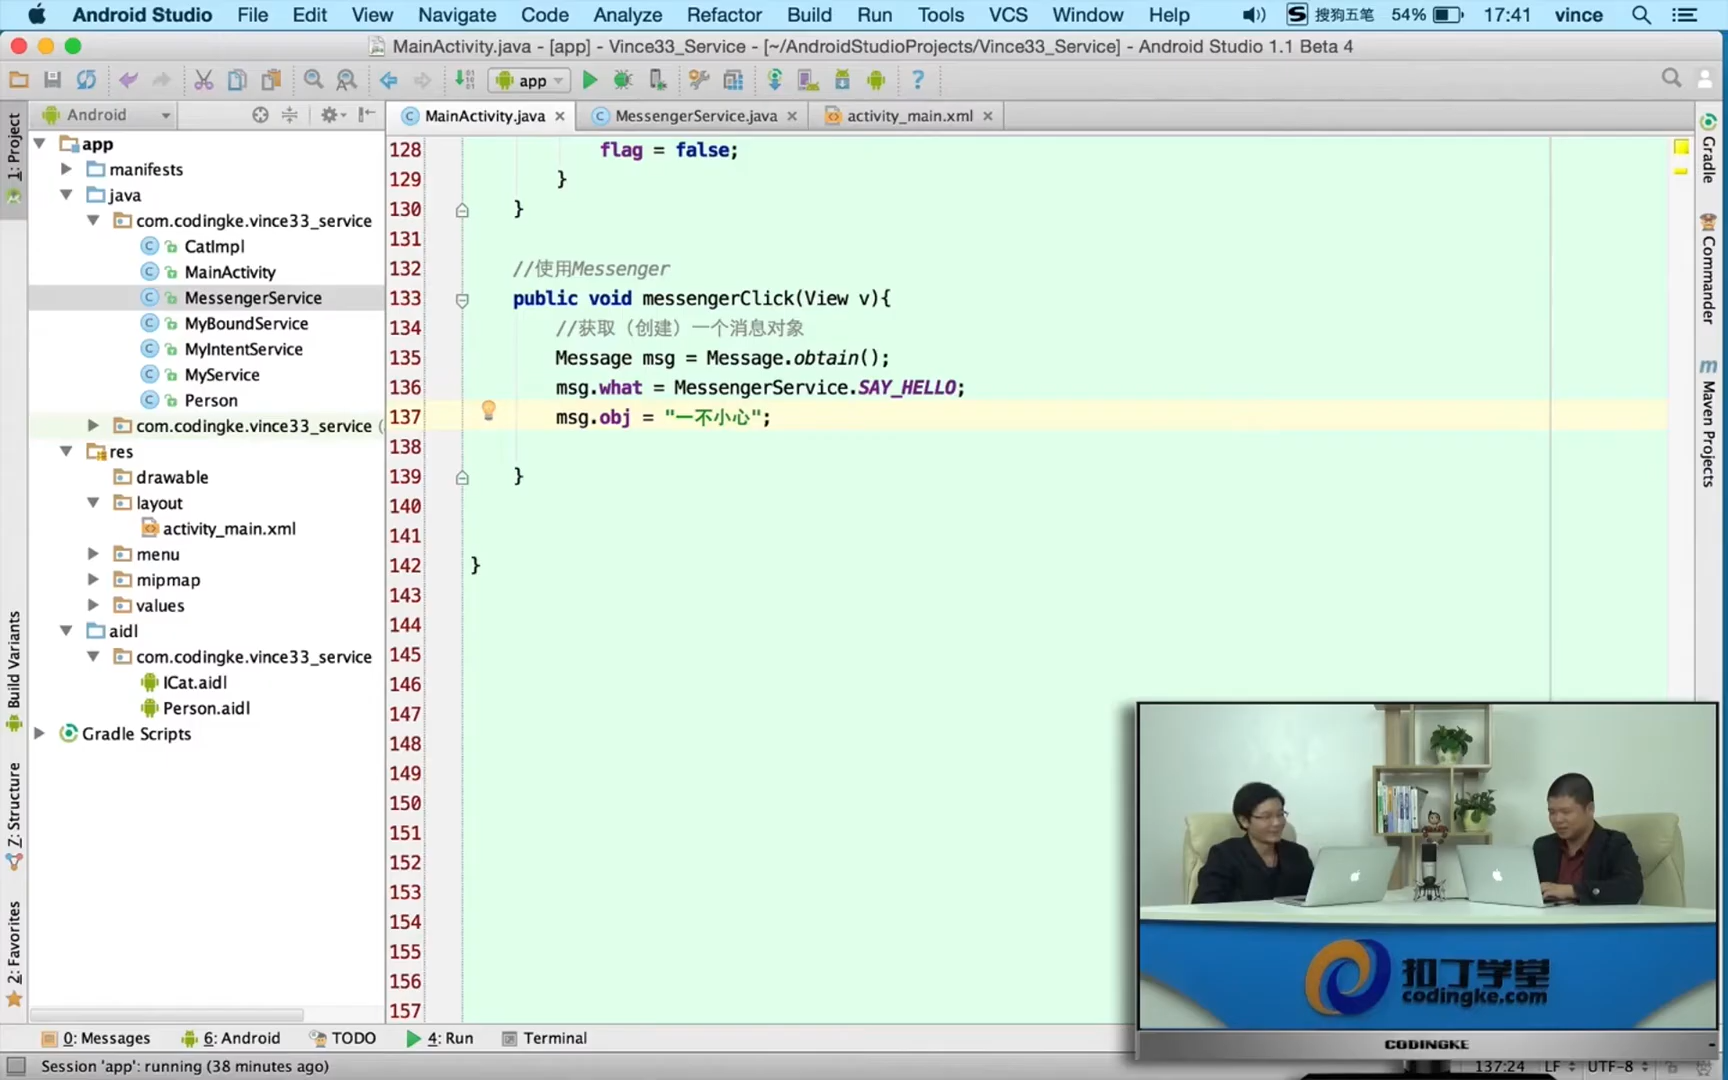 Android Studio File Edit View Navigate Code Analyze Refactor Build Run Tools VCS Window Help 搜狗五笔 54% 17:41 vince
MainActivity.java - [app] - Vince33_Service - [~/AndroidStudioProjects/Vince33_Service] - Android Studio 1.1 Beta 4
app
Android
MainActivity.java
MessengerService.java
activity_main.xml
1: Project
Build Variants
Z: Structure
2: Favorites
app
manifests
java
com.codingke.vince33_service
CatImpl
MainActivity
MessengerService
MyBoundService
MyIntentService
MyService
Person
com.codingke.vince33_service (
res
drawable
layout
activity_main.xml
menu
mipmap
values
aidl
com.codingke.vince33_service
ICat.aidl
Person.aidl
Gradle Scripts
128 flag = false;
129 }
130 }
131
132 //使用Messenger
133 public void messengerClick(View v){
134 //获取（创建）一个消息对象
135 Message msg = Message.obtain();
136 msg.what = MessengerService.SAY_HELLO;
137 msg.obj = "一不小心";
138
139 }
140
141
142 }
143
144
145
146
147
148
149
150
151
152
153
154
155
156
157
Gradle
Commander
Maven Projects
扣丁学堂
codingke.com
CODINGKE
0: Messages 6: Android TODO 4: Run Terminal
Session 'app': running (38 minutes ago) 137:24 LF UTF-8